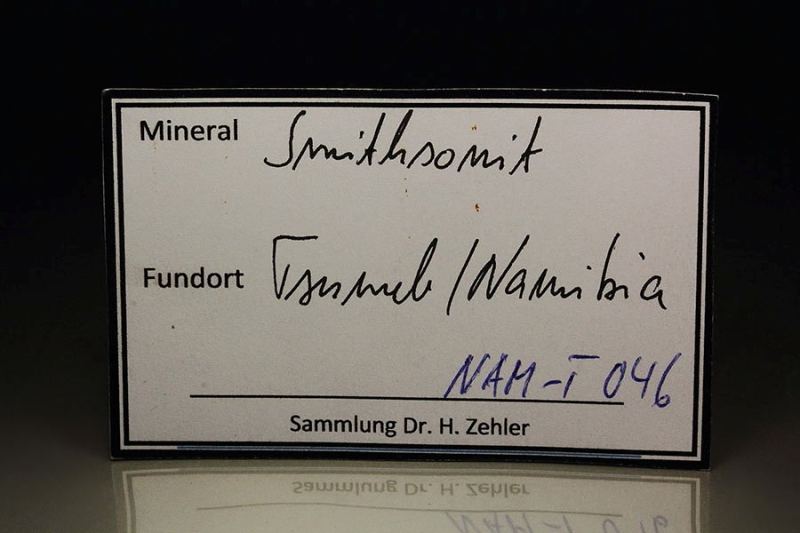 Mineral Smithsonit
Fundort Tsumeb/Namibia
NAM-T 046
Sammlung Dr. H. Zehler